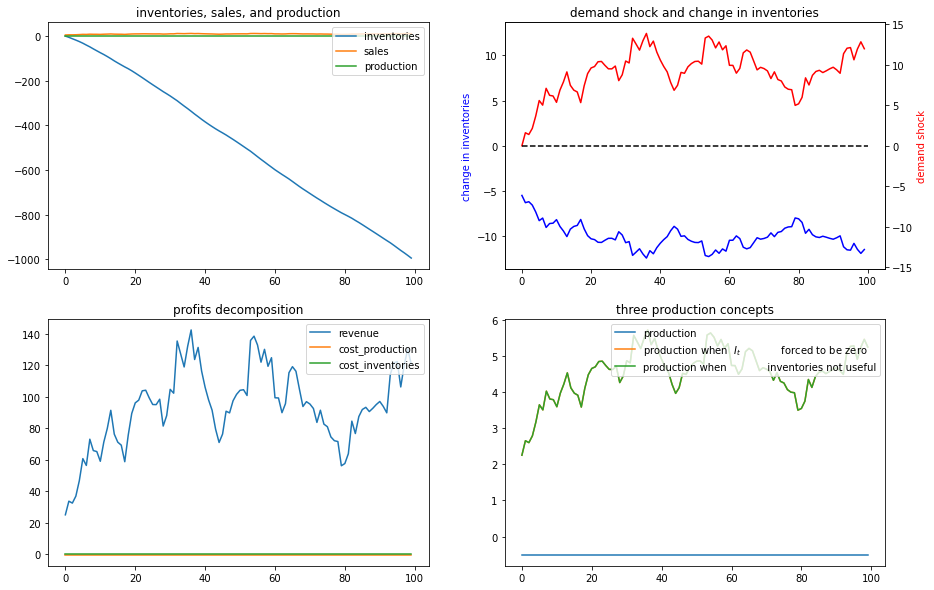 inventories, sales, and production
0
−200
−400
−600
−800
−1000
0 20 40 60 80 100
inventories
sales
production
demand shock and change in inventories
change in inventories
10
5
0
−5
−10
0 20 40 60 80 100
15
10
5
0
−5
−10
−15
demand shock
profits decomposition
140
120
100
80
60
40
20
0
0 20 40 60 80 100
revenue
cost_production
cost_inventories
three production concepts
6
5
4
3
2
1
0
0 20 40 60 80 100
production
production when I_t forced to be zero
production when inventories not useful